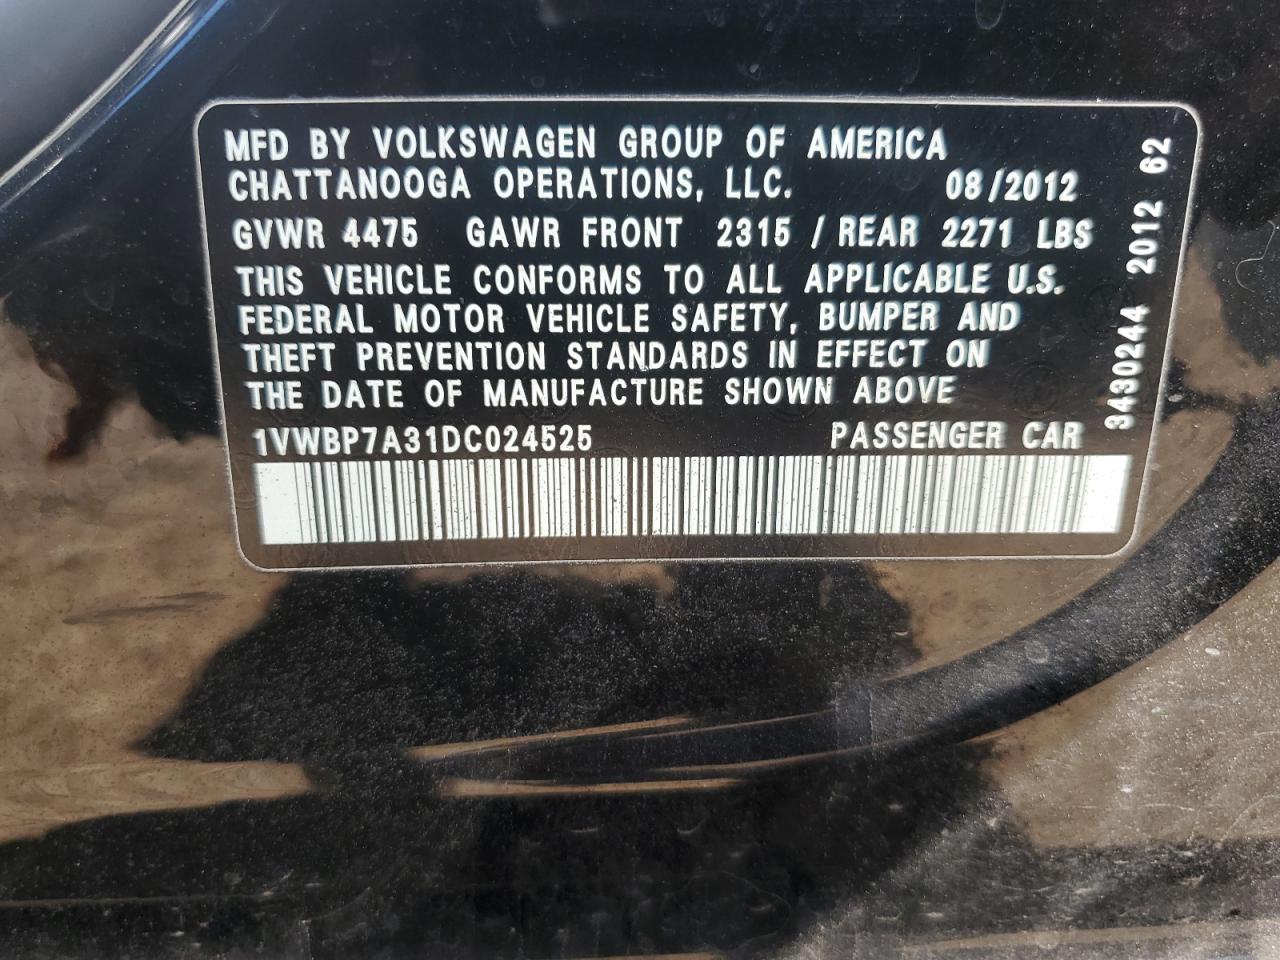 MFD BY VOLKSWAGEN GROUP OF AMERICA
CHATTANOOGA OPERATIONS, LLC. 08/2012
GVWR 4475 GAWR FRONT 2315 / REAR 2271 LBS
THIS VEHICLE CONFORMS TO ALL APPLICABLE U.S.
FEDERAL MOTOR VEHICLE SAFETY, BUMPER AND
THEFT PREVENTION STANDARDS IN EFFECT ON
THE DATE OF MANUFACTURE SHOWN ABOVE
1VWBP7A31DC024525 PASSENGER CAR
3430244 2012 62